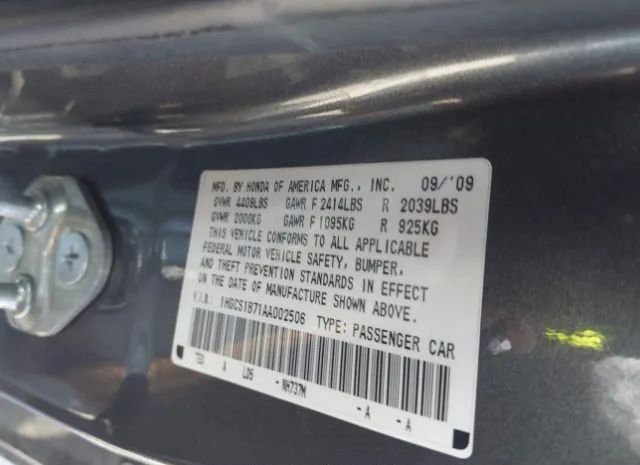 MFD. BY HONDA OF AMERICA MFG., INC. 09/'09
GVWR 4409LBS GAWR F 2414LBS R 2039LBS
GVWR 2000KG GAWR F 1095KG R 925KG
THIS VEHICLE CONFORMS TO ALL APPLICABLE
FEDERAL MOTOR VEHICLE SAFETY, BUMPER,
AND THEFT PREVENTION STANDARDS IN EFFECT
ON THE DATE OF MANUFACTURE SHOWN ABOVE.
V.I.N.: 1HGCS1B71AA002506 TYPE: PASSENGER CAR
A - NH737M - A - A